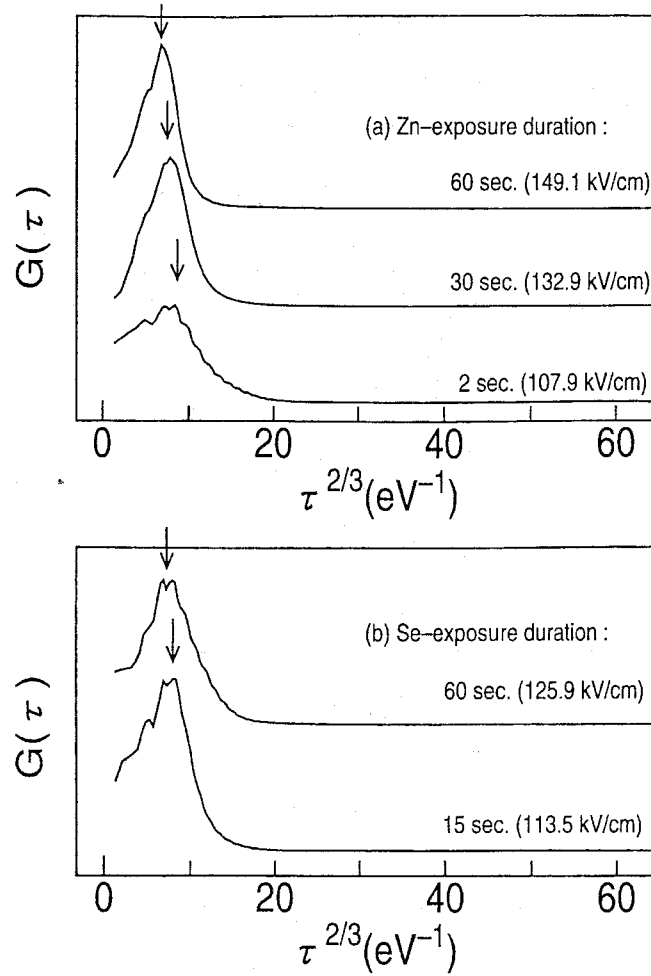 (a) Zn–exposure duration :
60 sec. (149.1 kV/cm)
30 sec. (132.9 kV/cm)
2 sec. (107.9 kV/cm)
G(τ)
0 20 40 60
τ 2/3 (eV−1)
(b) Se–exposure duration :
60 sec. (125.9 kV/cm)
15 sec. (113.5 kV/cm)
G(τ)
0 20 40 60
τ 2/3 (eV−1)